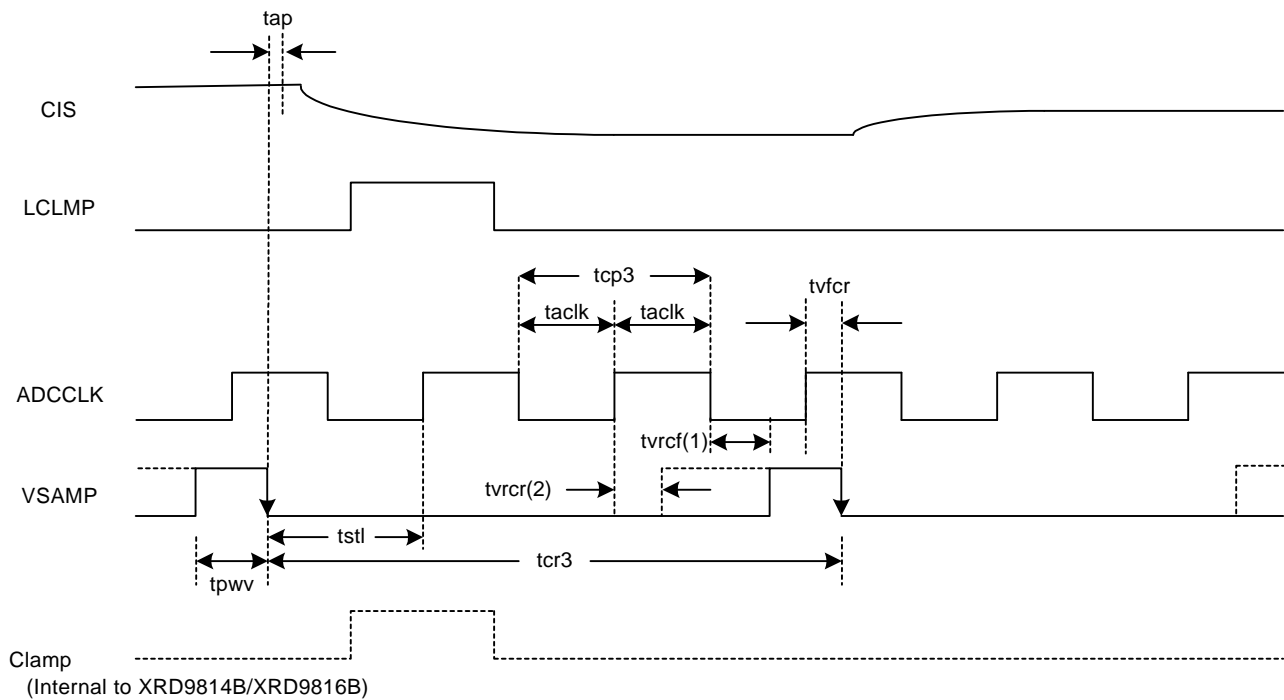 tap
CIS
LCLMP
tcp3
tvfcr
taclk taclk
ADCCLK
tvrcf(1)
VSAMP
tvrcr(2)
tstl
tcr3
tpwv
Clamp
(Internal to XRD9814B/XRD9816B)